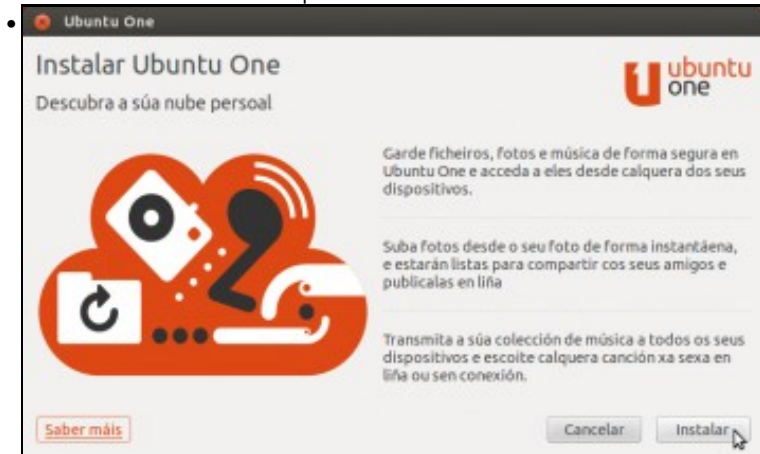 Ubuntu One
Instalar Ubuntu One
ubuntu
one
Descubra a súa nube persoal
Garde ficheiros, fotos e música de forma segura en
Ubuntu One e acceda a eles desde calquera dos seus
dispositivos.
Suba fotos desde o seu foto de forma instantáena,
e estarán listas para compartir cos seus amigos e
publicalas en liña
Transmita a súa colección de música a todos os seus
dispositivos e escoite calquera canción xa sexa en
liña ou sen conexión.
Saber máis
Cancelar
Instalar